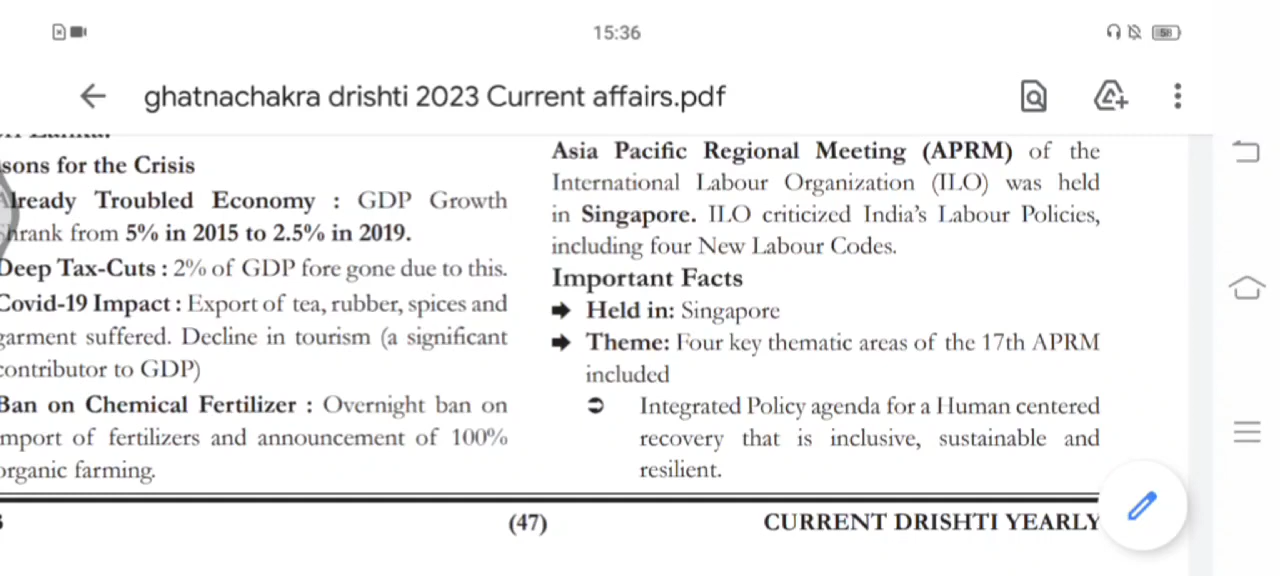 15:36
58
ghatnachakra drishti 2023 Current affairs.pdf
sons for the Crisis
Already Troubled Economy : GDP Growth
hrank from 5% in 2015 to 2.5% in 2019.
Deep Tax-Cuts : 2% of GDP fore gone due to this.
Covid-19 Impact : Export of tea, rubber, spices and
garment suffered. Decline in tourism (a significant
contributor to GDP)
Ban on Chemical Fertilizer : Overnight ban on
mport of fertilizers and announcement of 100%
organic farming.
Asia Pacific Regional Meeting (APRM) of the
International Labour Organization (ILO) was held
in Singapore. ILO criticized India's Labour Policies,
including four New Labour Codes.
Important Facts
➡ Held in: Singapore
➡ Theme: Four key thematic areas of the 17th APRM
included
➲ Integrated Policy agenda for a Human centered
recovery that is inclusive, sustainable and
resilient.
(47)
CURRENT DRISHTI YEARLY